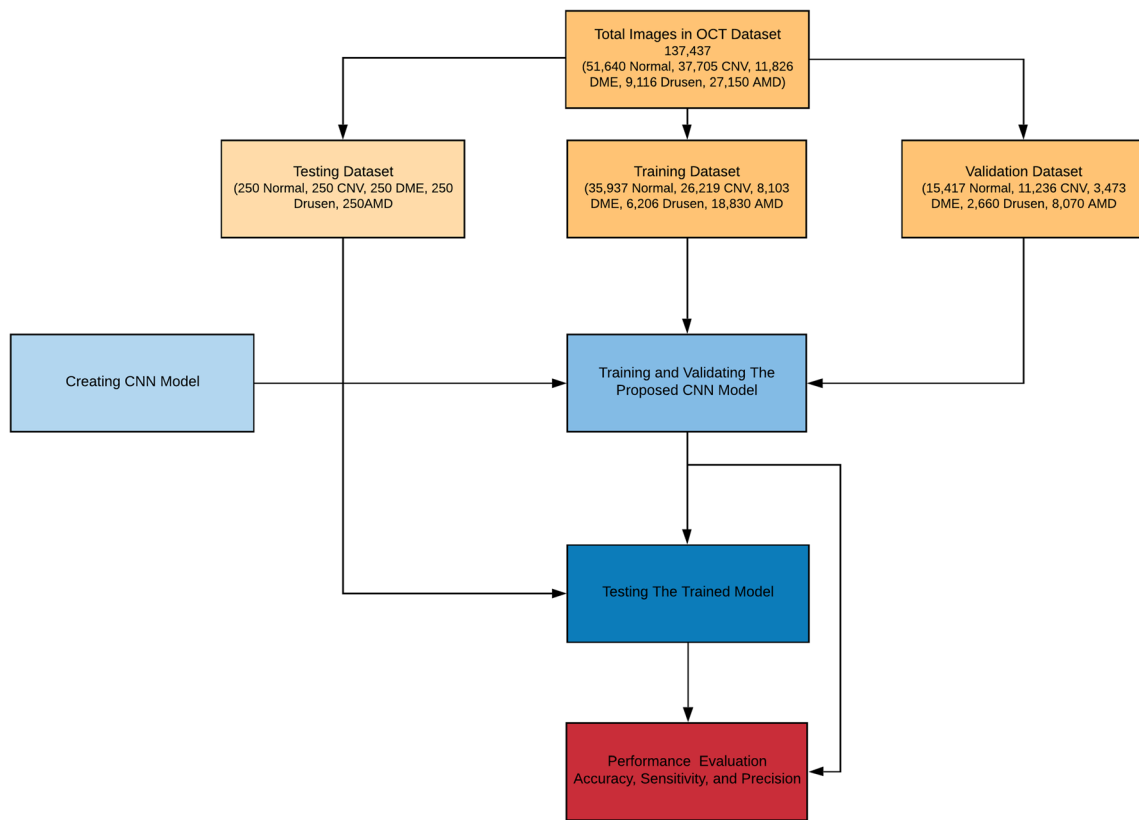 Total Images in OCT Dataset
137,437
(51,640 Normal, 37,705 CNV, 11,826
DME, 9,116 Drusen, 27,150 AMD)
Testing Dataset
(250 Normal, 250 CNV, 250 DME, 250
Drusen, 250AMD
Training Dataset
(35,937 Normal, 26,219 CNV, 8,103
DME, 6,206 Drusen, 18,830 AMD
Validation Dataset
(15,417 Normal, 11,236 CNV, 3,473
DME, 2,660 Drusen, 8,070 AMD
Creating CNN Model
Training and Validating The
Proposed CNN Model
Testing The Trained Model
Performance Evaluation
Accuracy, Sensitivity, and Precision